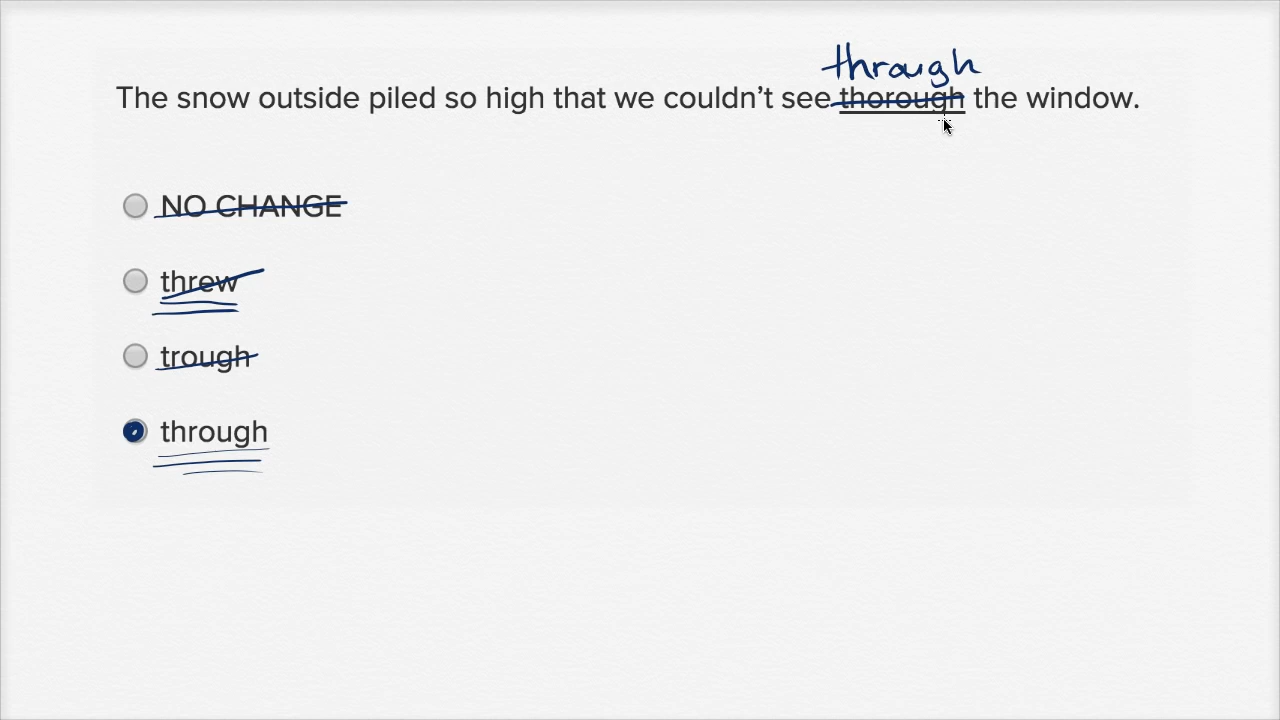 through
The snow outside piled so high that we couldn’t see thorough the window.
NO CHANGE
threw
trough
through